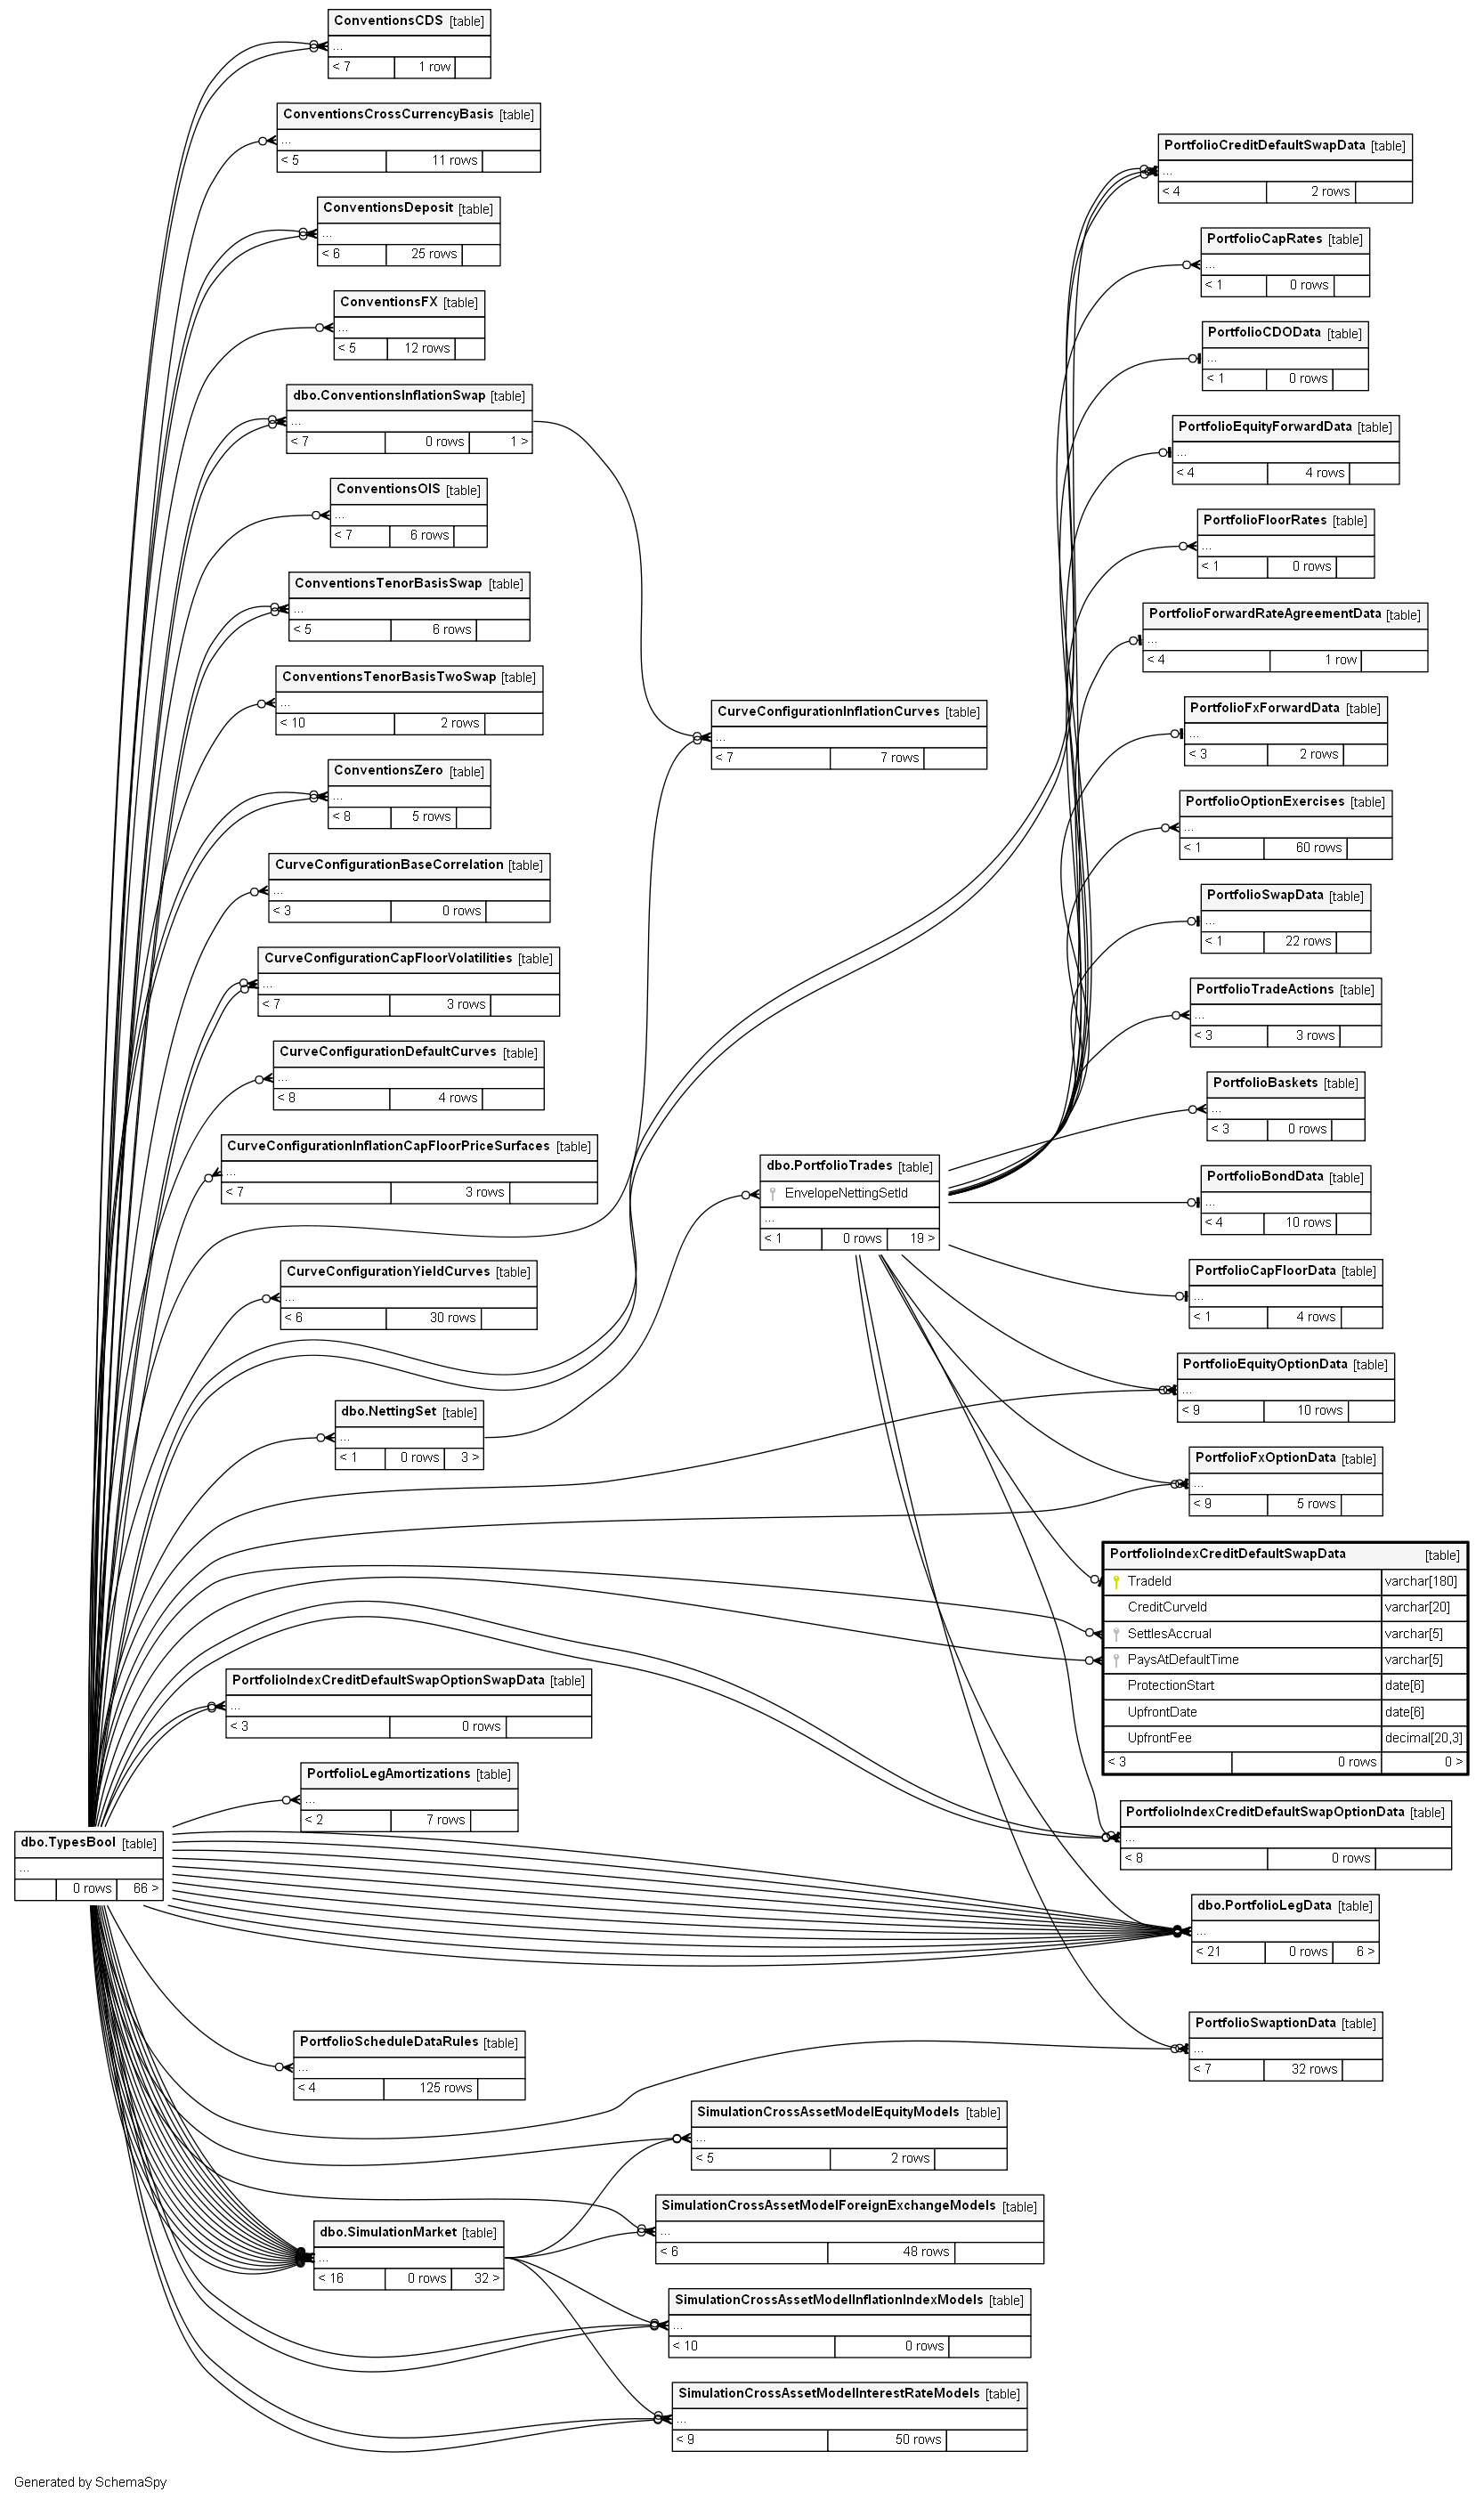 ConventionsCDS [table]
...
< 7 1 row
ConventionsCrossCurrencyBasis [table]
...
< 5 11 rows
ConventionsDeposit [table]
...
< 6 25 rows
ConventionsFX [table]
...
< 5 12 rows
dbo.ConventionsInflationSwap [table]
...
< 7 0 rows 1 >
ConventionsOIS [table]
...
< 7 6 rows
ConventionsTenorBasisSwap [table]
...
< 5 6 rows
ConventionsTenorBasisTwoSwap [table]
...
< 10 2 rows
ConventionsZero [table]
...
< 8 5 rows
CurveConfigurationBaseCorrelation [table]
...
< 3 0 rows
CurveConfigurationCapFloorVolatilities [table]
...
< 7 3 rows
CurveConfigurationDefaultCurves [table]
...
< 8 4 rows
CurveConfigurationInflationCapFloorPriceSurfaces [table]
...
< 7 3 rows
CurveConfigurationYieldCurves [table]
...
< 6 30 rows
dbo.NettingSet [table]
...
< 1 0 rows 3 >
PortfolioIndexCreditDefaultSwapOptionSwapData [table]
...
< 3 0 rows
PortfolioLegAmortizations [table]
...
< 2 7 rows
dbo.TypesBool [table]
...
0 rows 66 >
PortfolioScheduleDataRules [table]
...
< 4 125 rows
dbo.SimulationMarket [table]
...
< 16 0 rows 32 >
CurveConfigurationInflationCurves [table]
...
< 7 7 rows
dbo.PortfolioTrades [table]
EnvelopeNettingSetId
...
< 1 0 rows 19 >
SimulationCrossAssetModelEquityModels [table]
...
< 5 2 rows
SimulationCrossAssetModelForeignExchangeModels [table]
...
< 6 48 rows
SimulationCrossAssetModelInflationIndexModels [table]
...
< 10 0 rows
SimulationCrossAssetModelInterestRateModels [table]
...
< 9 50 rows
PortfolioCreditDefaultSwapData [table]
...
< 4 2 rows
PortfolioCapRates [table]
...
< 1 0 rows
PortfolioCDOData [table]
...
< 1 0 rows
PortfolioEquityForwardData [table]
...
< 4 4 rows
PortfolioFloorRates [table]
...
< 1 0 rows
PortfolioForwardRateAgreementData [table]
...
< 4 1 row
PortfolioFxForwardData [table]
...
< 3 2 rows
PortfolioOptionExercises [table]
...
< 1 60 rows
PortfolioSwapData [table]
...
< 1 22 rows
PortfolioTradeActions [table]
...
< 3 3 rows
PortfolioBaskets [table]
...
< 3 0 rows
PortfolioBondData [table]
...
< 4 10 rows
PortfolioCapFloorData [table]
...
< 1 4 rows
PortfolioEquityOptionData [table]
...
< 9 10 rows
PortfolioFxOptionData [table]
...
< 9 5 rows
PortfolioIndexCreditDefaultSwapData [table]
TradeId varchar[180]
CreditCurveId varchar[20]
SettlesAccrual varchar[5]
PaysAtDefaultTime varchar[5]
ProtectionStart date[6]
UpfrontDate date[6]
UpfrontFee decimal[20,3]
< 3 0 rows 0 >
PortfolioIndexCreditDefaultSwapOptionData [table]
...
< 8 0 rows
dbo.PortfolioLegData [table]
...
< 21 0 rows 6 >
PortfolioSwaptionData [table]
...
< 7 32 rows
Generated by SchemaSpy